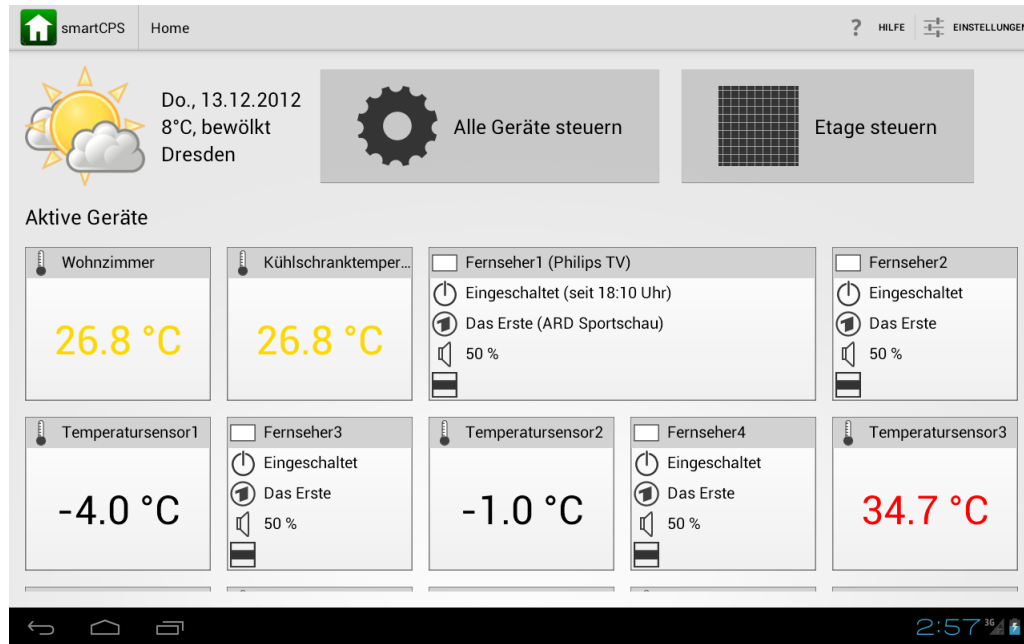 smartCPS
Home
? HILFE
EINSTELLUNGEN
Do., 13.12.2012
8°C, bewölkt
Dresden
Alle Geräte steuern
Etage steuern
Aktive Geräte
Wohnzimmer
26.8 °C
Kühlschranktemper...
26.8 °C
Fernseher1 (Philips TV)
Eingeschaltet (seit 18:10 Uhr)
Das Erste (ARD Sportschau)
50 %
Fernseher2
Eingeschaltet
Das Erste
50 %
Temperatursensor1
-4.0 °C
Fernseher3
Eingeschaltet
Das Erste
50 %
Temperatursensor2
-1.0 °C
Fernseher4
Eingeschaltet
Das Erste
50 %
Temperatursensor3
34.7 °C
2:57
3G